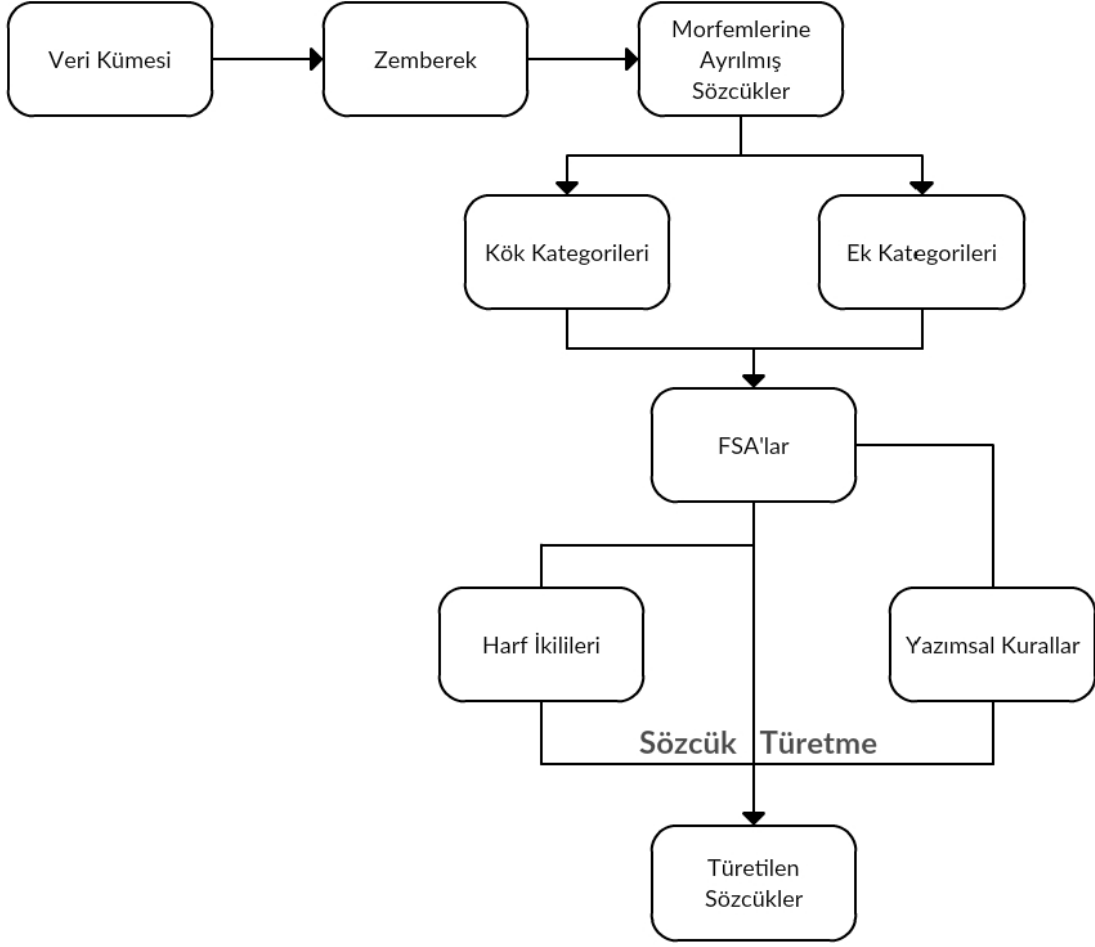 Veri Kümesi
Zemberek
Morfemlerine
Ayrılmış
Sözcükler
Kök Kategorileri
Ek Kategorileri
FSA'lar
Harf İkilileri
Yazımsal Kurallar
Sözcük Türetme
Türetilen
Sözcükler